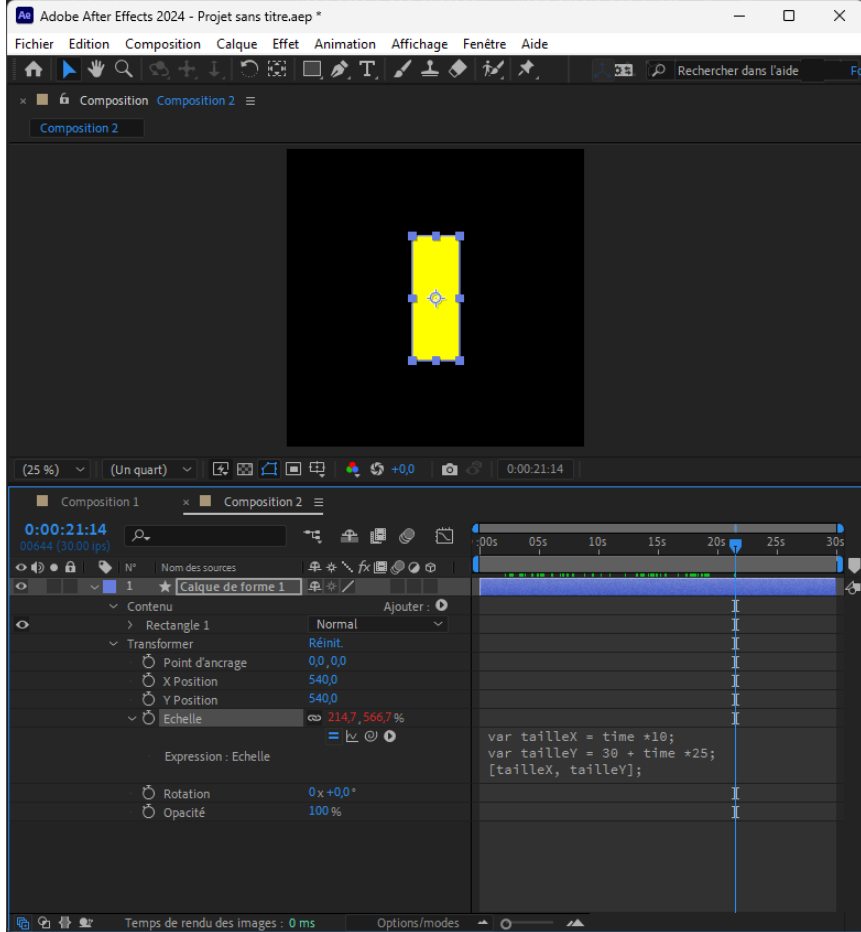 Ae Adobe After Effects 2024 - Projet sans titre.aep *
Fichier Edition Composition Calque Effet Animation Affichage Fenêtre Aide
T Rechercher dans l'aide Fo
Composition Composition 2
Composition 2
(25 %) (Un quart) +0,0 0:00:21:14
Composition 1 Composition 2
0:00:21:14
00644 (30.00 ips)
:00s 05s 10s 15s 20s 25s 30s
N° Nom des sources fx
1 Calque de forme 1
Contenu Ajouter :
Rectangle 1 Normal
Transformer Réinit.
Point d'ancrage 0,0 ,0,0
X Position 540,0
Y Position 540,0
Echelle 214,7 ,566,7 %
Expression : Echelle
var tailleX = time *10;
var tailleY = 30 + time *25;
[tailleX, tailleY];
Rotation 0 x +0,0 °
Opacité 100 %
Temps de rendu des images : 0 ms Options/modes